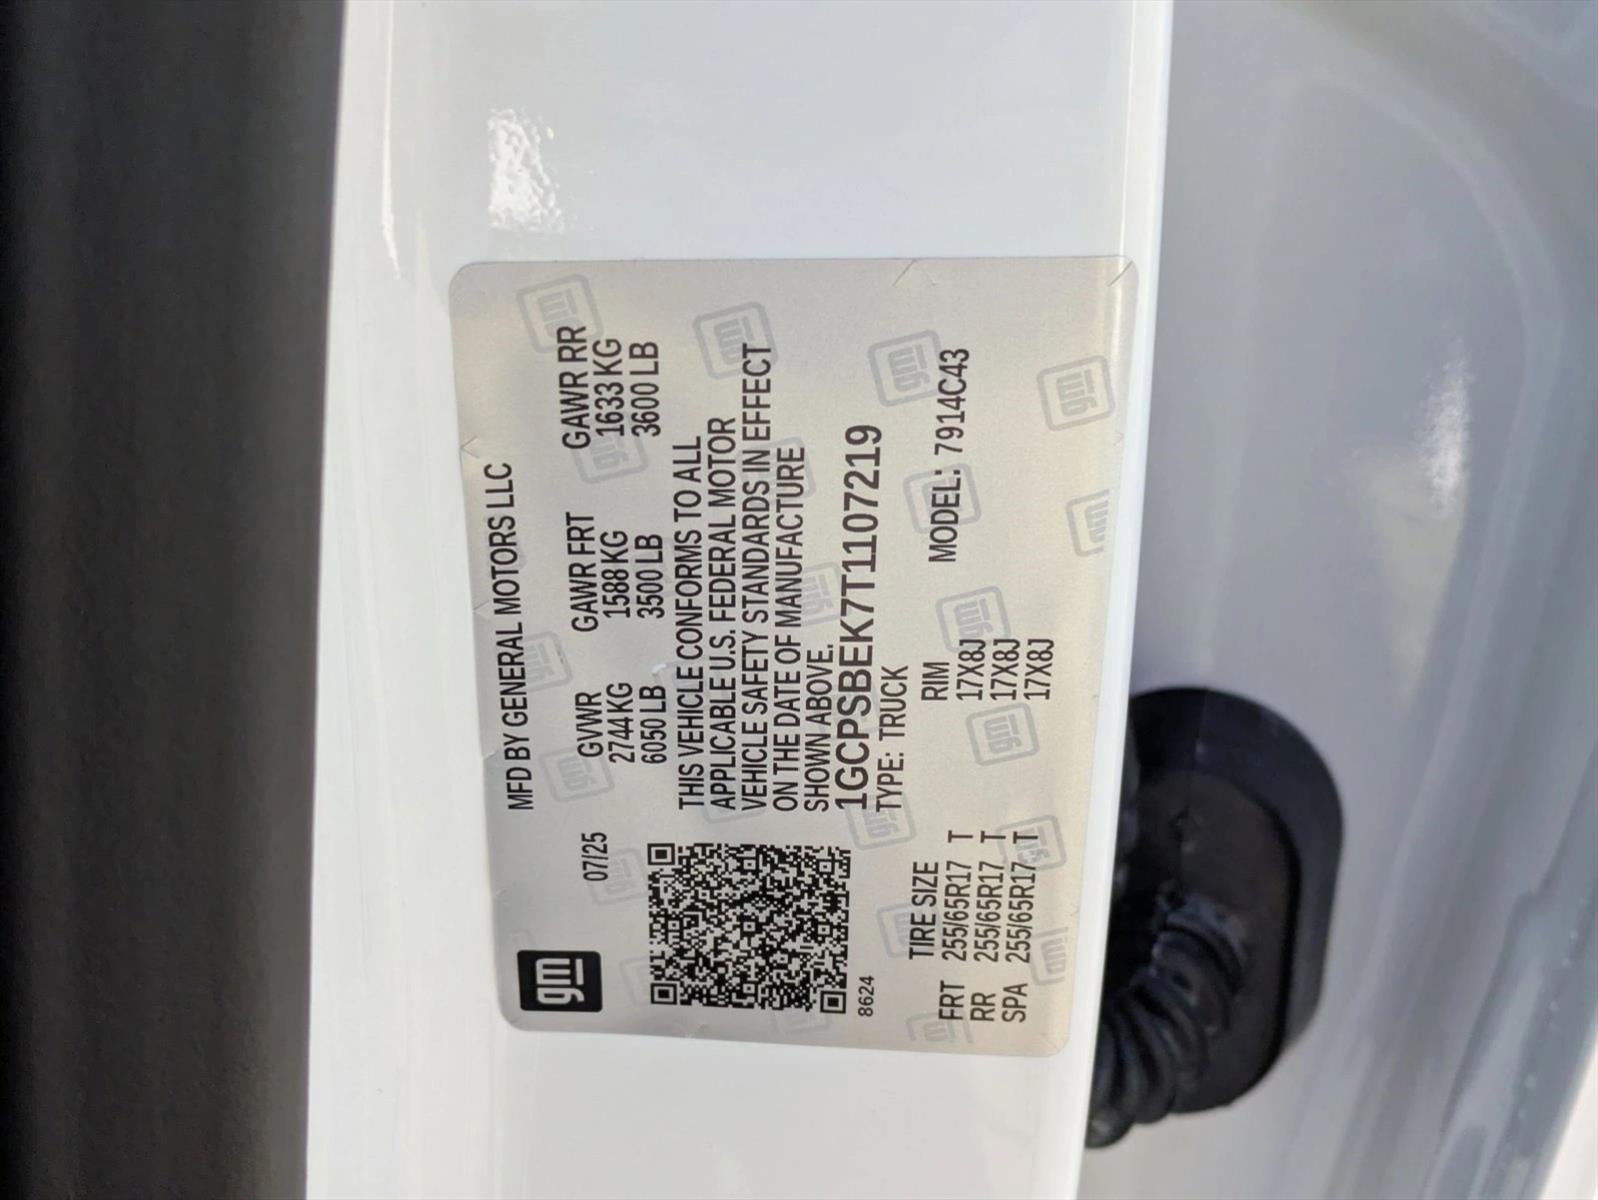 gm
MFD BY GENERAL MOTORS LLC
07/25
GVWR GAWR FRT GAWR RR
2744 KG 1588 KG 1633 KG
6050 LB 3500 LB 3600 LB
THIS VEHICLE CONFORMS TO ALL
APPLICABLE U.S. FEDERAL MOTOR
VEHICLE SAFETY STANDARDS IN EFFECT
ON THE DATE OF MANUFACTURE
SHOWN ABOVE.
1GCPSBEK7T1107219
8624
TYPE: TRUCK
MODEL: 7914C43
TIRE SIZE RIM
FRT 255/65R17 T 17X8J
RR 255/65R17 T 17X8J
SPA 255/65R17 T 17X8J